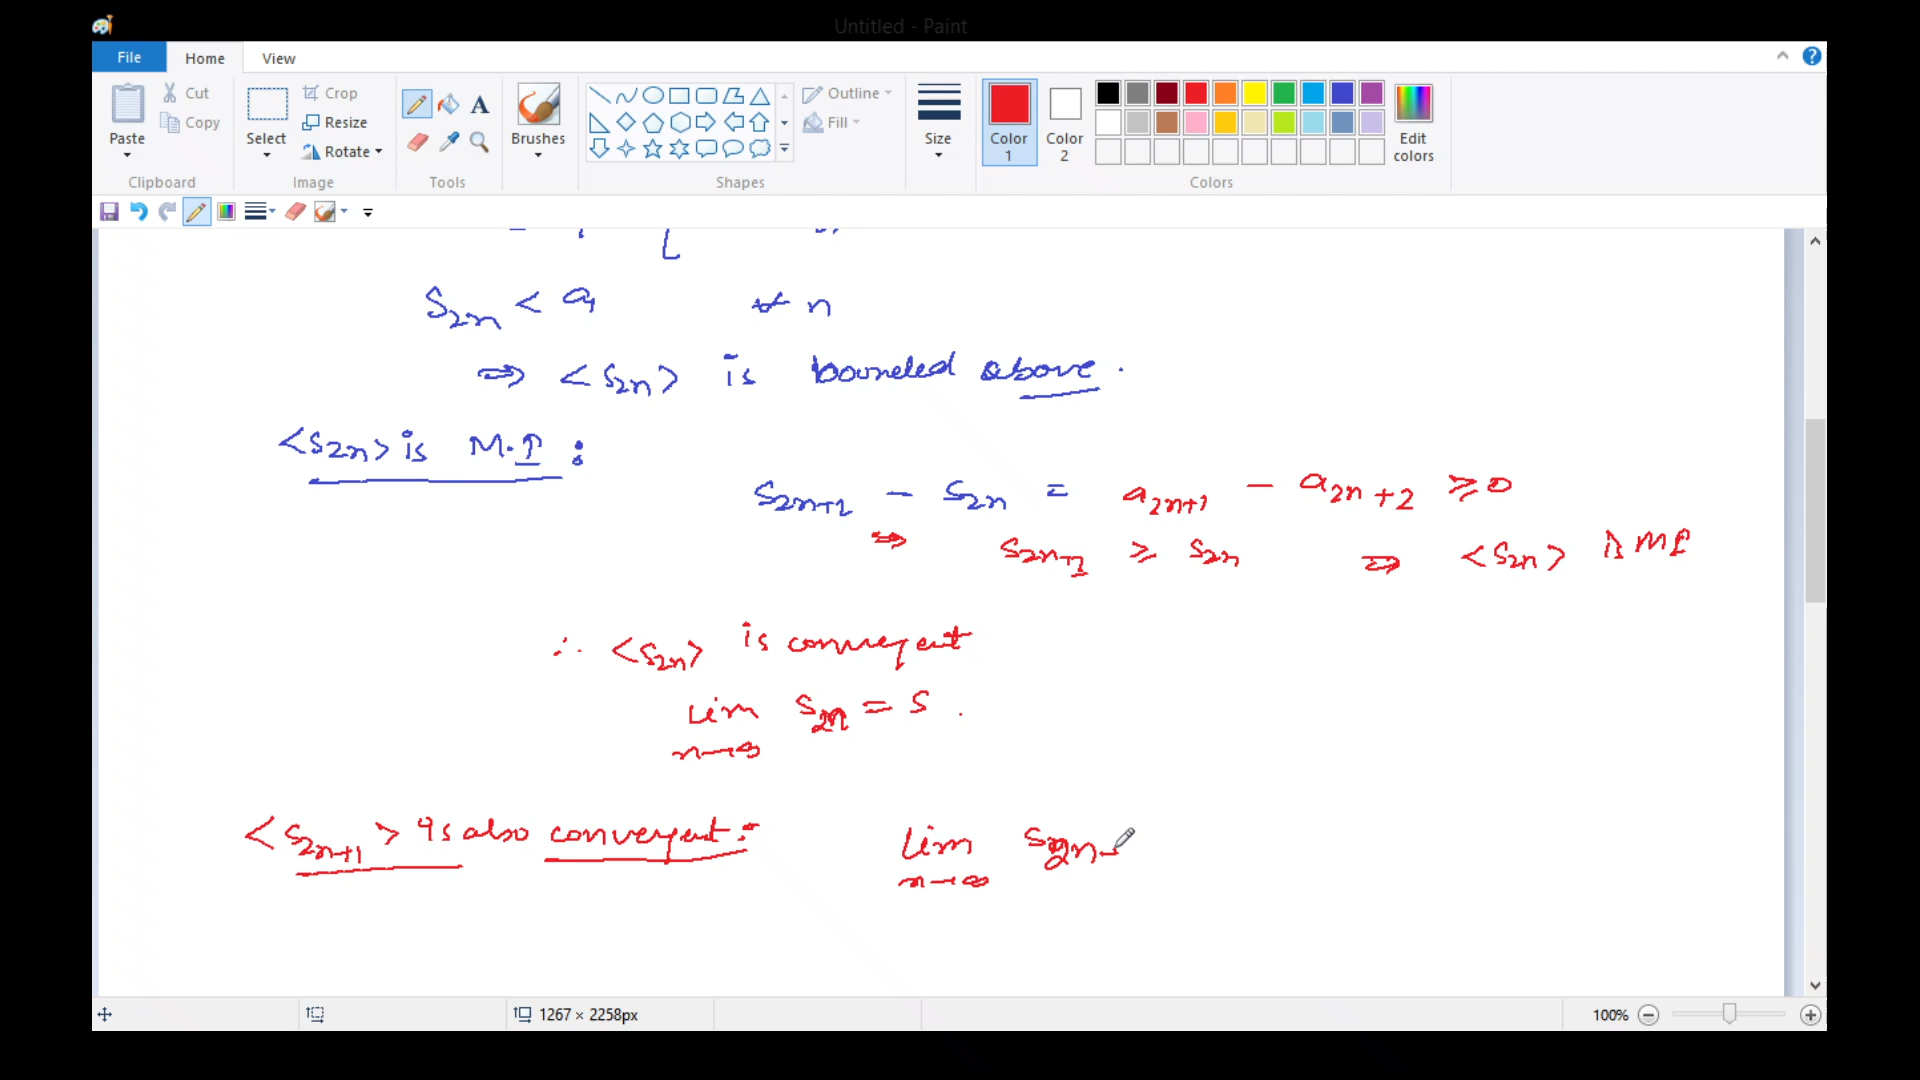 Untitled - Paint
File Home View
Paste Cut Copy Clipboard
Select Crop Resize Rotate Image
Tools
Brushes
Shapes Outline Fill
Size
Color 1 Color 2 Edit colors Colors
S2n < a1 ∀ n
⇒ <S2n> is bounded above.
<S2n> is M.↑ :
S2n+2 - S2n = a2n+1 - a2n+2 ≥ 0
⇒ S2n+2 ≥ S2n ⇒ <S2n> is M↑
∴ <S2n> is convergent
Lim n→∞ S2n = S.
<S2n+1> is also convergent:- Lim n→∞ S2n
1267 × 2258px 100%